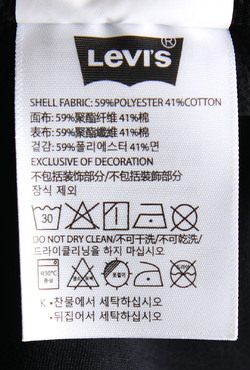 LEVI'S ®
SHELL FABRIC: 59%POLYESTER 41%COTTON
面布: 59%聚酯纤维 41%棉
表布: 59%聚酯纖維 41%棉
겉감: 59%폴리에스터 41%면
EXCLUSIVE OF DECORATION
不包括装饰部分/不包括裝飾部分/
장식 제외
30
DO NOT DRY CLEAN/不可干洗/不可乾洗/
드라이클리닝을 하지 마십시오
K • 찬물에서 세탁하십시오
• 뒤집어서 세탁하십시오